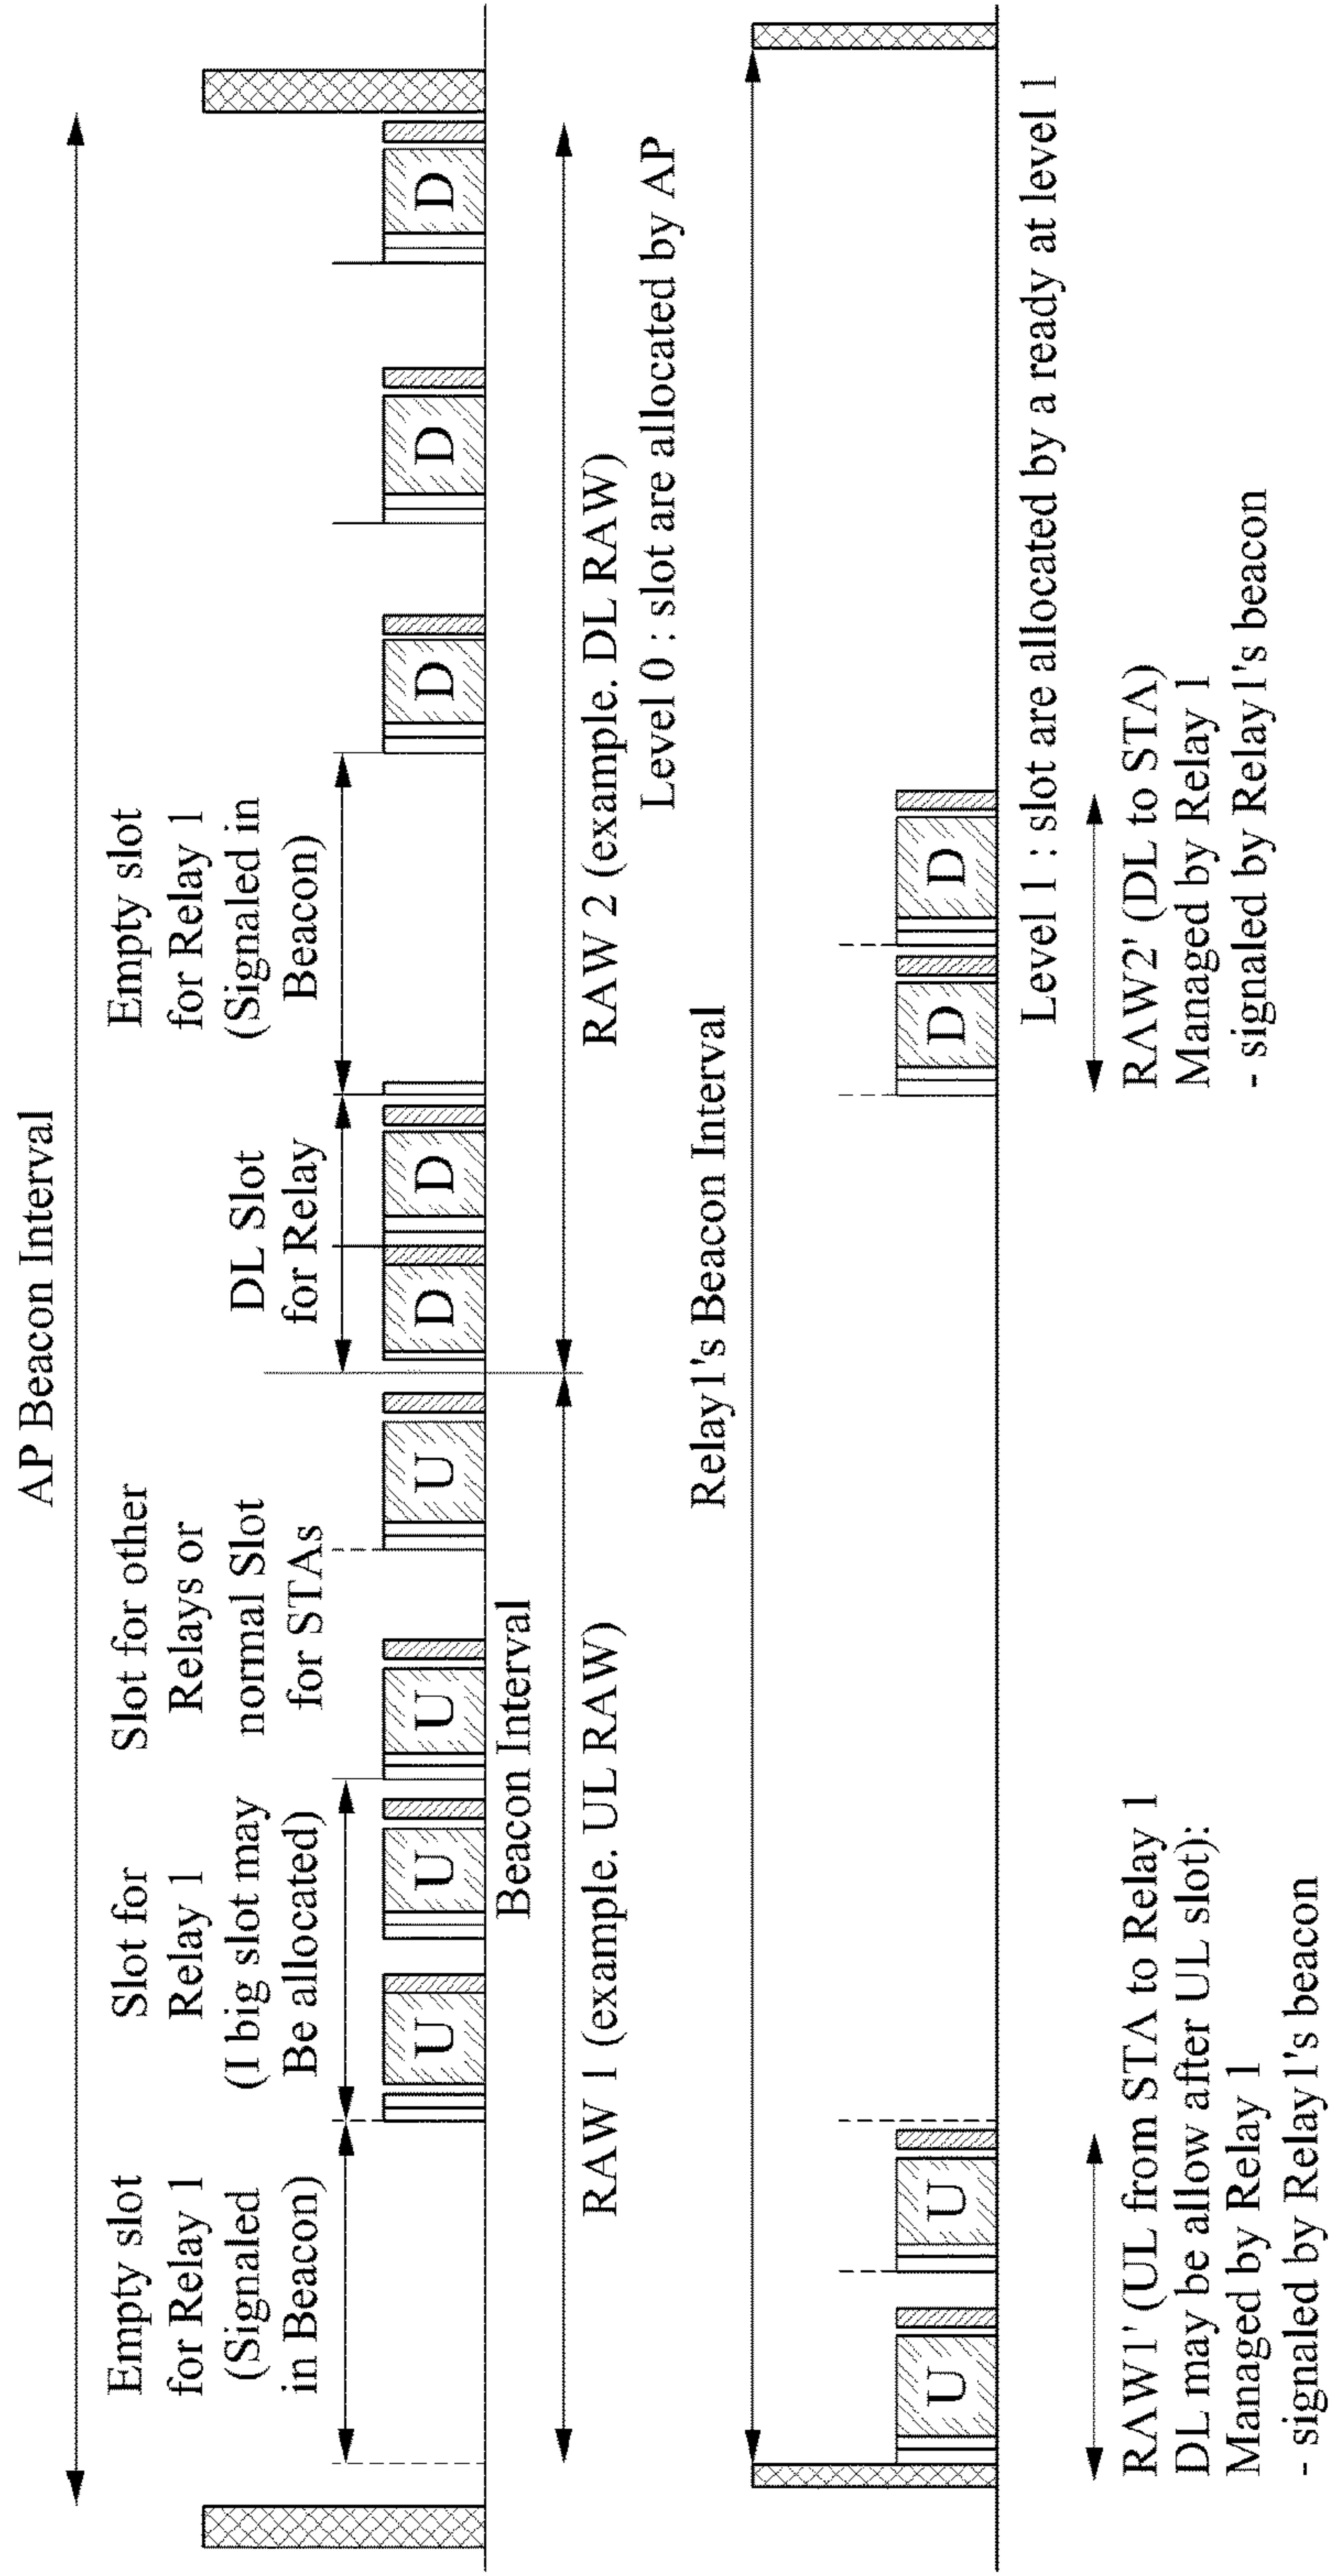 AP Beacon Interval
Empty slot
for Relay 1
(Signaled
in Beacon)
Slot for
Relay 1
(I big slot may
Be allocated)
Slot for other
Relays or
normal Slot
for STAs
DL Slot
for Relay
Empty slot
for Relay 1
(Signaled in
Beacon)
U U U U D D D D D
Beacon Interval
RAW 1 (example. UL RAW)
RAW 2 (example. DL RAW)
Level 0 : slot are allocated by AP
Relay1's Beacon Interval
U U D D
Level 1 : slot are allocated by a ready at level 1
RAW1' (UL from STA to Relay 1
DL may be allow after UL slot):
Managed by Relay 1
- signaled by Relay1's beacon
RAW2' (DL to STA)
Managed by Relay 1
- signaled by Relay1's beacon